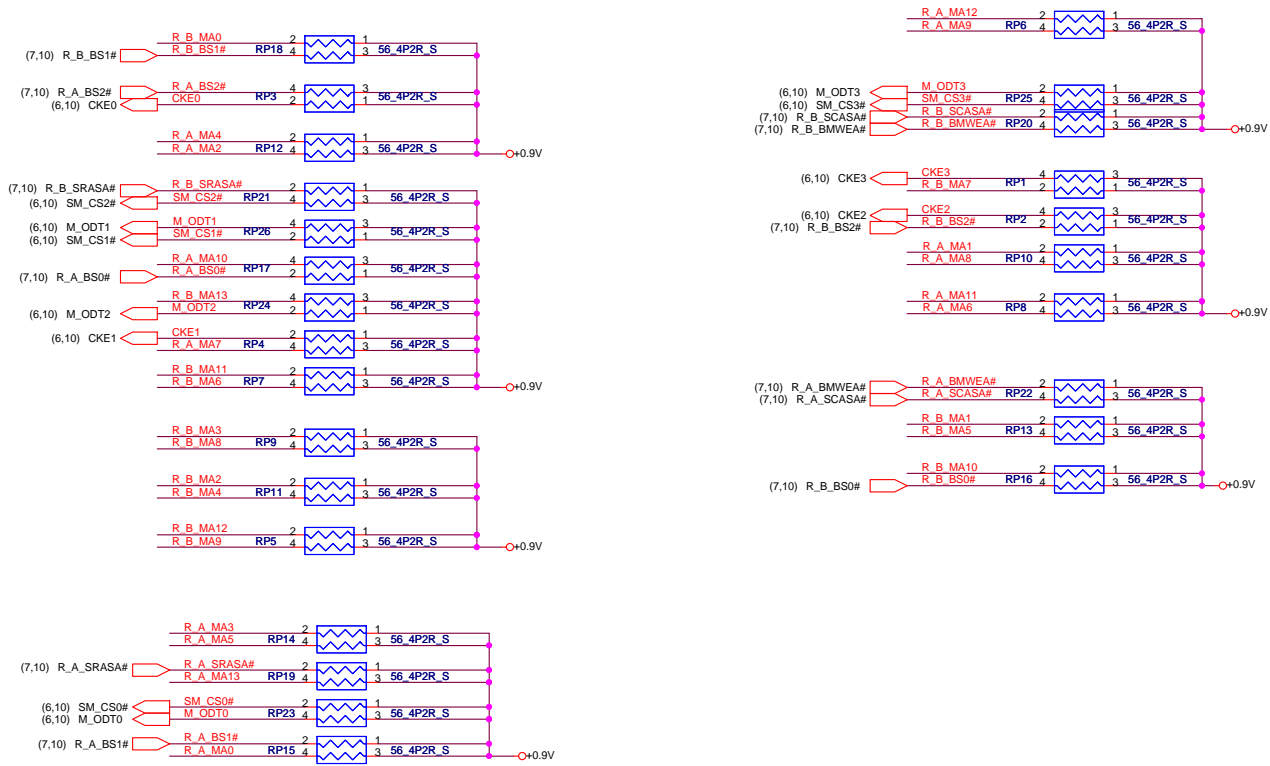 R_B_MA0 2 1
(7,10) R_B_BS1# R_B_BS1# RP18 4 3 56_4P2R_S
(7,10) R_A_BS2# R_A_BS2# 4 3
(6,10) CKE0 CKE0 RP3 2 1 56_4P2R_S
R_A_MA4 2 1
R_A_MA2 RP12 4 3 56_4P2R_S +0.9V
(7,10) R_B_SRASA# R_B_SRASA# 2 1
(6,10) SM_CS2# SM_CS2# RP21 4 3 56_4P2R_S
(6,10) M_ODT1 M_ODT1 4 3
(6,10) SM_CS1# SM_CS1# RP26 2 1 56_4P2R_S
R_A_MA10 4 3
(7,10) R_A_BS0# R_A_BS0# RP17 2 1 56_4P2R_S
R_B_MA13 4 3
(6,10) M_ODT2 M_ODT2 RP24 2 1 56_4P2R_S
(6,10) CKE1 CKE1 2 1
R_A_MA7 RP4 4 3 56_4P2R_S
R_B_MA11 2 1
R_B_MA6 RP7 4 3 56_4P2R_S +0.9V
R_B_MA3 2 1
R_B_MA8 RP9 4 3 56_4P2R_S
R_B_MA2 2 1
R_B_MA4 RP11 4 3 56_4P2R_S
R_B_MA12 2 1
R_B_MA9 RP5 4 3 56_4P2R_S +0.9V
R_A_MA3 2 1
R_A_MA5 RP14 4 3 56_4P2R_S
(7,10) R_A_SRASA# R_A_SRASA# 2 1
R_A_MA13 RP19 4 3 56_4P2R_S
(6,10) SM_CS0# SM_CS0# 2 1
(6,10) M_ODT0 M_ODT0 RP23 4 3 56_4P2R_S
(7,10) R_A_BS1# R_A_BS1# 2 1
R_A_MA0 RP15 4 3 56_4P2R_S +0.9V
R_A_MA12 2 1
R_A_MA9 RP6 4 3 56_4P2R_S
(6,10) M_ODT3 M_ODT3 2 1
(6,10) SM_CS3# SM_CS3# RP25 4 3 56_4P2R_S
(7,10) R_B_SCASA# R_B_SCASA# 2 1
(7,10) R_B_BMWEA# R_B_BMWEA# RP20 4 3 56_4P2R_S +0.9V
(6,10) CKE3 CKE3 4 3
R_B_MA7 RP1 2 1 56_4P2R_S
(6,10) CKE2 CKE2 4 3
(7,10) R_B_BS2# R_B_BS2# RP2 2 1 56_4P2R_S
R_A_MA1 2 1
R_A_MA8 RP10 4 3 56_4P2R_S
R_A_MA11 2 1
R_A_MA6 RP8 4 3 56_4P2R_S +0.9V
(7,10) R_A_BMWEA# R_A_BMWEA# 2 1
(7,10) R_A_SCASA# R_A_SCASA# RP22 4 3 56_4P2R_S
R_B_MA1 2 1
R_B_MA5 RP13 4 3 56_4P2R_S
R_B_MA10 2 1
(7,10) R_B_BS0# R_B_BS0# RP16 4 3 56_4P2R_S +0.9V